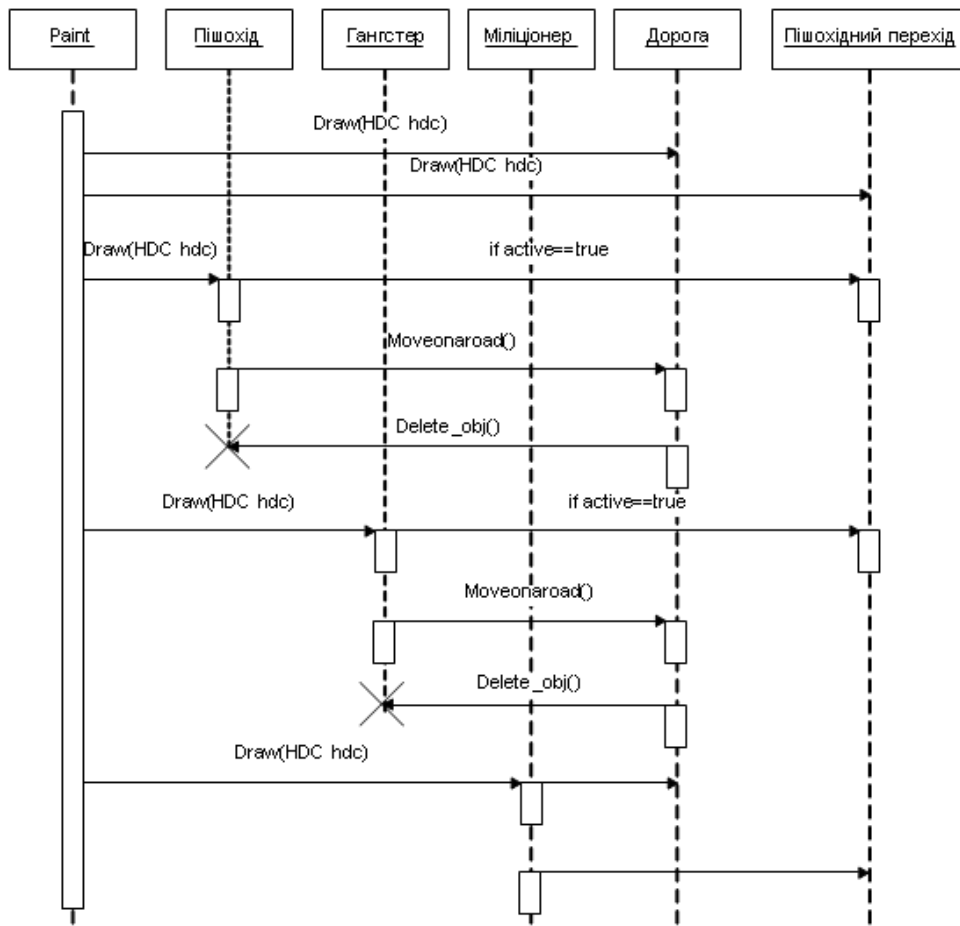 Paint
Пішохід
Гангстер
Міліціонер
Дорога
Пішохідний перехід
Draw(HDC hdc)
Draw(HDC hdc)
Draw(HDC hdc)
if active==true
Moveonaroad()
Delete_obj()
Draw(HDC hdc)
if active==true
Moveonaroad()
Delete_obj()
Draw(HDC hdc)